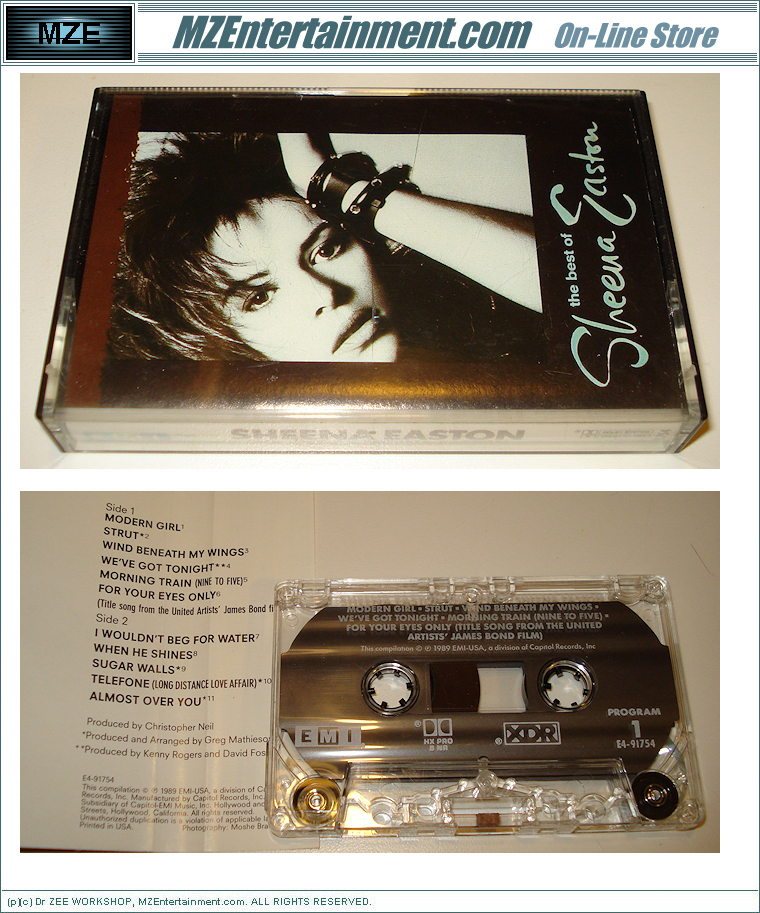 MZE
MZEntertainment.com On-Line Store
the best of
Sheena Easton
SHEENA EASTON
Side 1
MODERN GIRL1
STRUT*2
WIND BENEATH MY WINGS3
WE'VE GOT TONIGHT**4
MORNING TRAIN (NINE TO FIVE)5
FOR YOUR EYES ONLY6
(Title song from the United Artists' James Bond
Side 2
I WOULDN'T BEG FOR WATER7
WHEN HE SHINES8
SUGAR WALLS*9
TELEFONE (LONG DISTANCE LOVE AFFAIR)*10
ALMOST OVER YOU*11
Produced by Christopher Neil
*Produced and Arranged by Greg
**Produced by Kenny Rogers and David
E4-91754
This compilation © ℗ 1989 EMI-USA, a division of
Records, Inc. Manufactured by Capitol Records, Inc.,
Subsidiary of Capitol-EMI Music, Inc. Hollywood and
Streets, Hollywood, California. All rights reserved.
Unauthorized duplication is a violation of applicable
Printed in USA. Photography: Moshe
MODERN GIRL • STRUT • WIND BENEATH MY WINGS •
WE'VE GOT TONIGHT • MORNING TRAIN (NINE TO FIVE) •
FOR YOUR EYES ONLY (TITLE SONG FROM THE UNITED
ARTISTS' JAMES BOND FILM)
This compilation © ℗ 1989 EMI-USA, a division of Capitol Records, Inc
EMI
HX PRO
B NR
® XDR
PROGRAM
1
E4-91754
(p)(c) Dr ZEE WORKSHOP, MZEntertainment.com. ALL RIGHTS RESERVED.